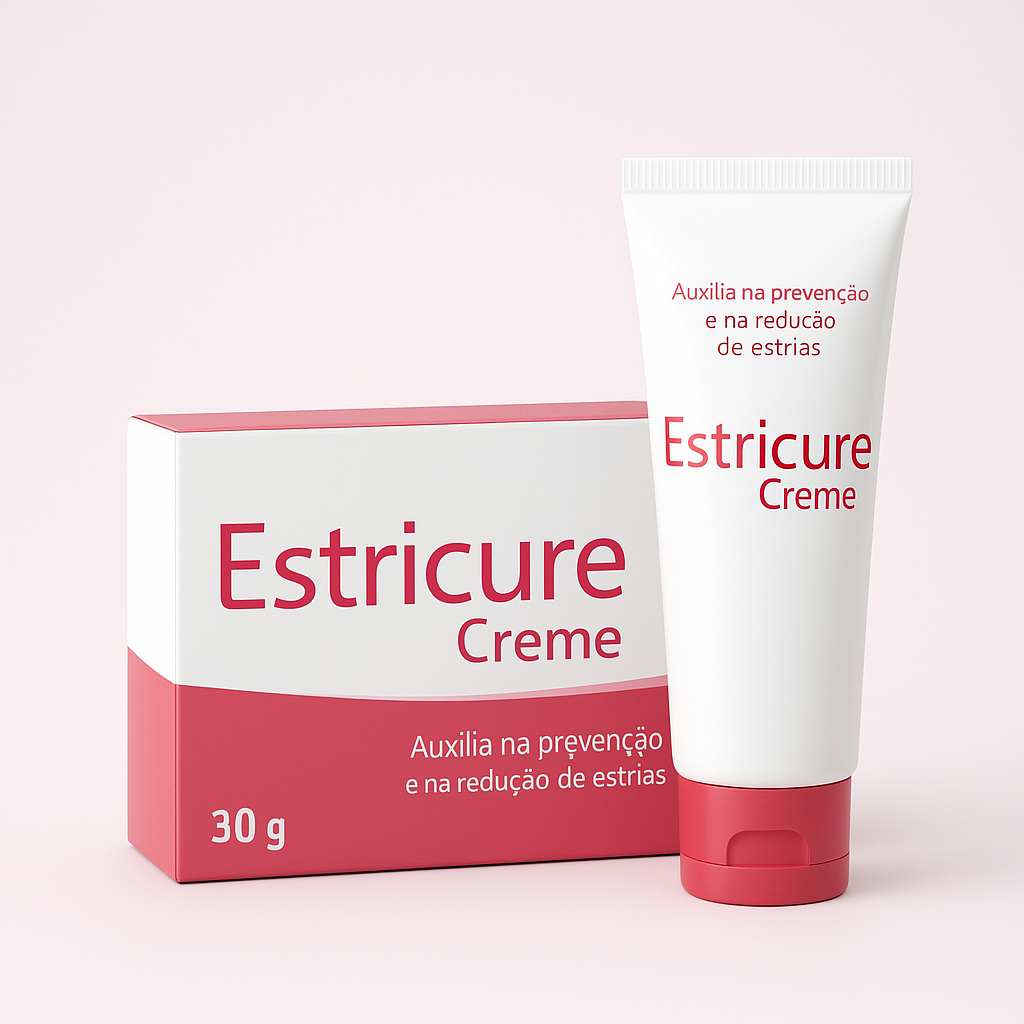 Estricure
Creme
Auxilia na prevenção
e na redução de estrias
30 g
Auxilia na prevenção
e na reducão
de estrias
Estricure
Creme